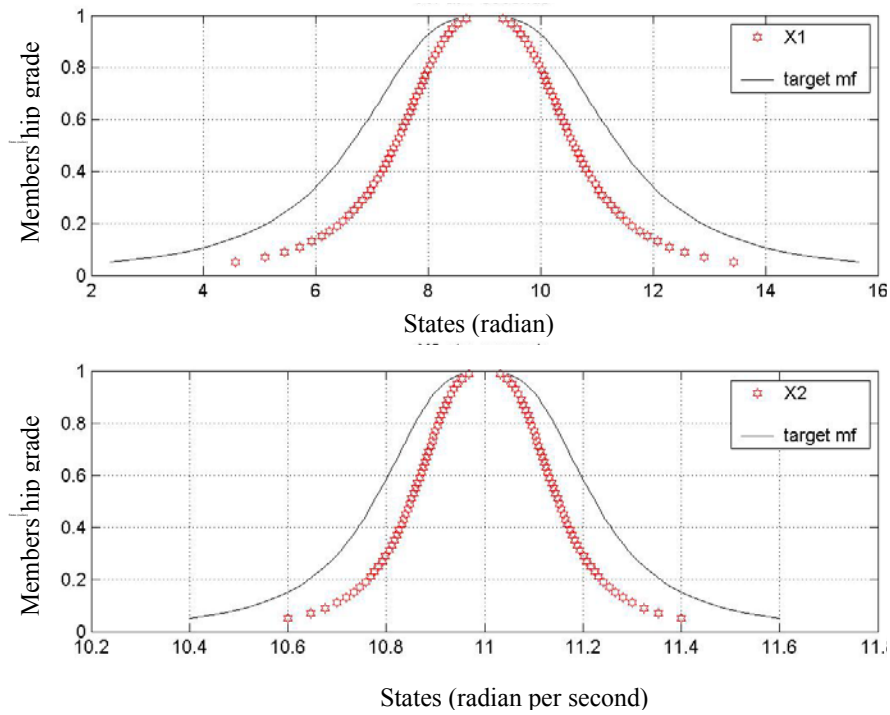 1
0.8
0.6
0.4
0.2
0
Members hip grade
X1
target mf
2 4 6 8 10 12 14 16
States (radian)
1
0.8
0.6
0.4
0.2
0
Members hip grade
X2
target mf
10.2 10.4 10.6 10.8 11 11.2 11.4 11.6 11.8
States (radian per second)